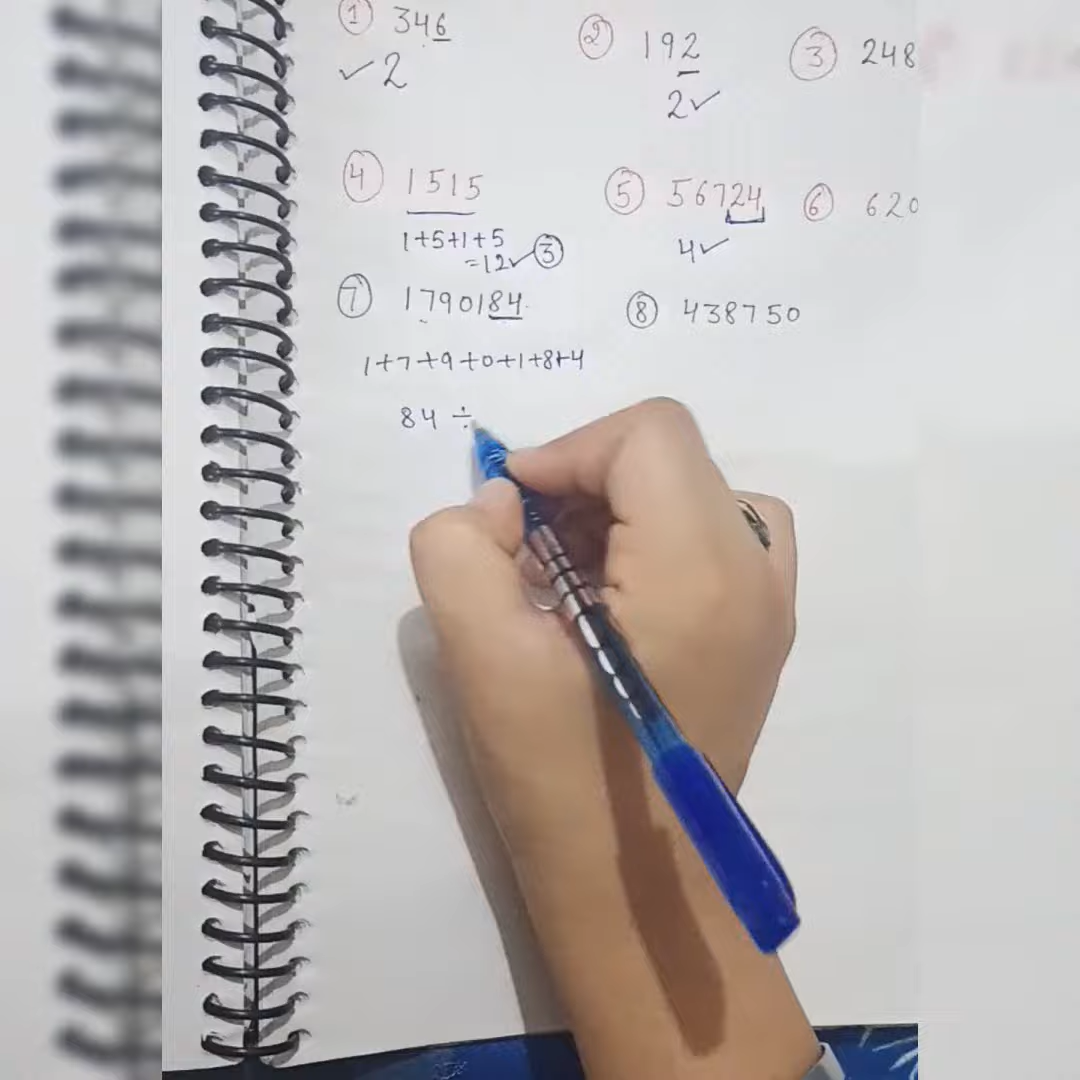 ① 346 ② 192 ③ 248
✓2 2✓
④ 1515 ⑤ 56724 ⑥ 620
1+5+1+5 4✓
=12✓③
⑦ 1790184 ⑧ 438750
1+7+9+0+1+8+4
84 ÷